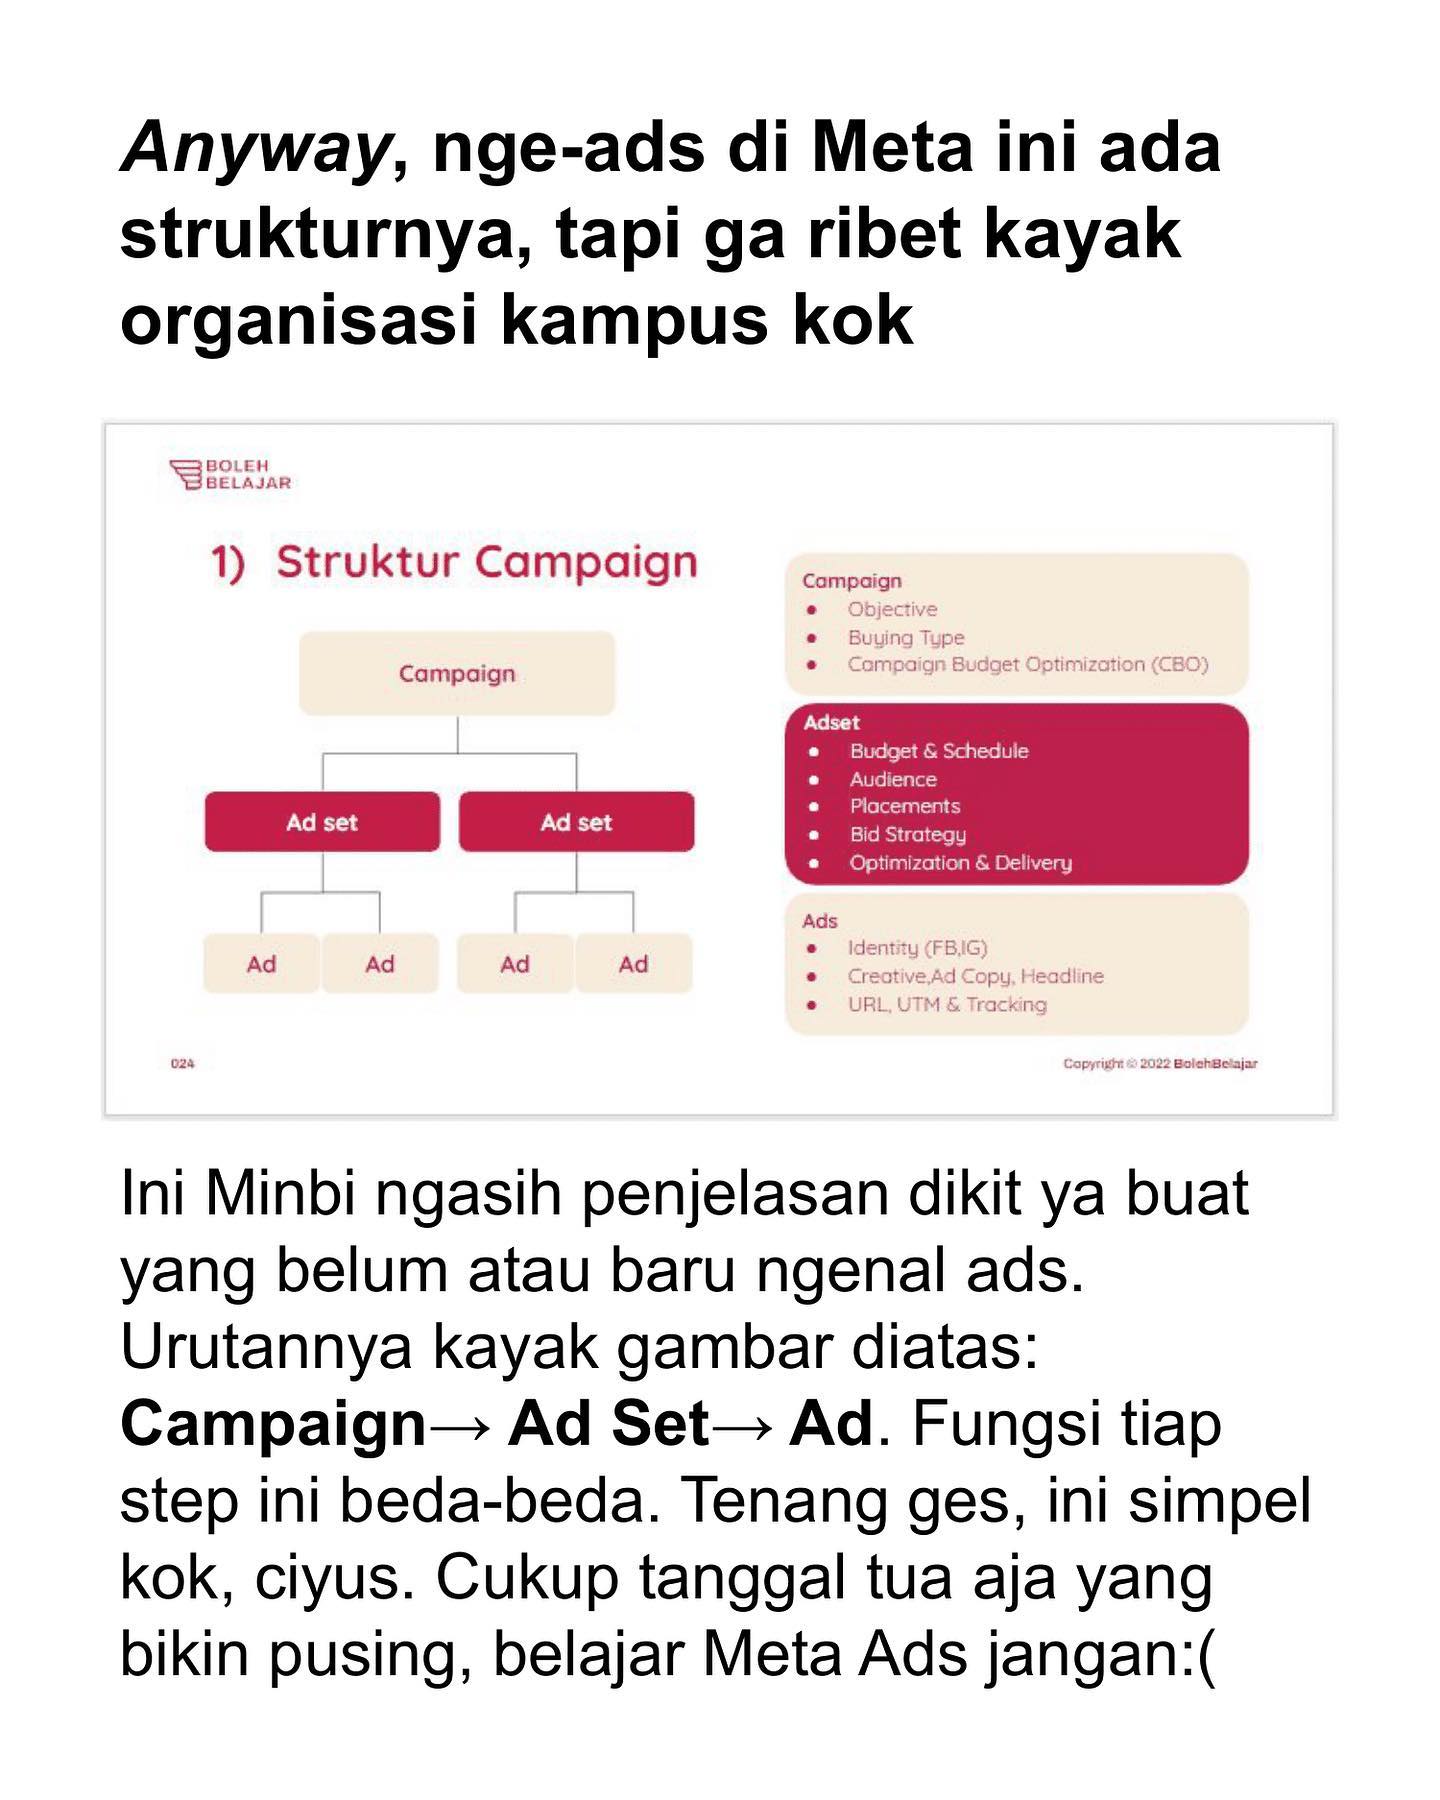 Anyway, nge-ads di Meta ini ada
strukturnya, tapi ga ribet kayak
organisasi kampus kok
BOLEH
BELAJAR
1) Struktur Campaign
Campaign
Ad set
Ad set
Ad
Ad
Ad
Ad
Campaign
• Objective
• Buying Type
• Campaign Budget Optimization (CBO)
Adset
• Budget & Schedule
• Audience
• Placements
• Bid Strategy
• Optimization & Delivery
Ads
• Identity (FB,IG)
• Creative,Ad Copy, Headline
• URL, UTM & Tracking
024
Copyright © 2022 BolehBelajar
Ini Minbi ngasih penjelasan dikit ya buat
yang belum atau baru ngenal ads.
Urutannya kayak gambar diatas:
Campaign→ Ad Set→ Ad. Fungsi tiap
step ini beda-beda. Tenang ges, ini simpel
kok, ciyus. Cukup tanggal tua aja yang
bikin pusing, belajar Meta Ads jangan:(